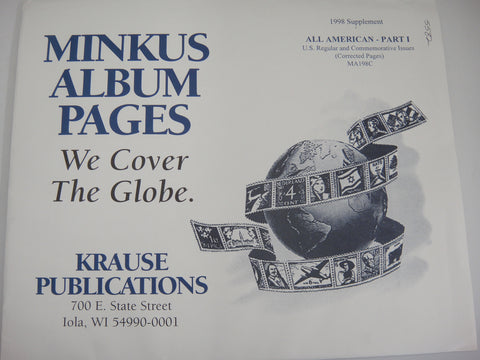 MINKUS
ALBUM
PAGES
We Cover
The Globe.
KRAUSE
PUBLICATIONS
700 E. State Street
Iola, WI 54990-0001
1998 Supplement
ALL AMERICAN - PART I
U.S. Regular and Commemorative Issues
(Corrected Pages)
MA198C
4